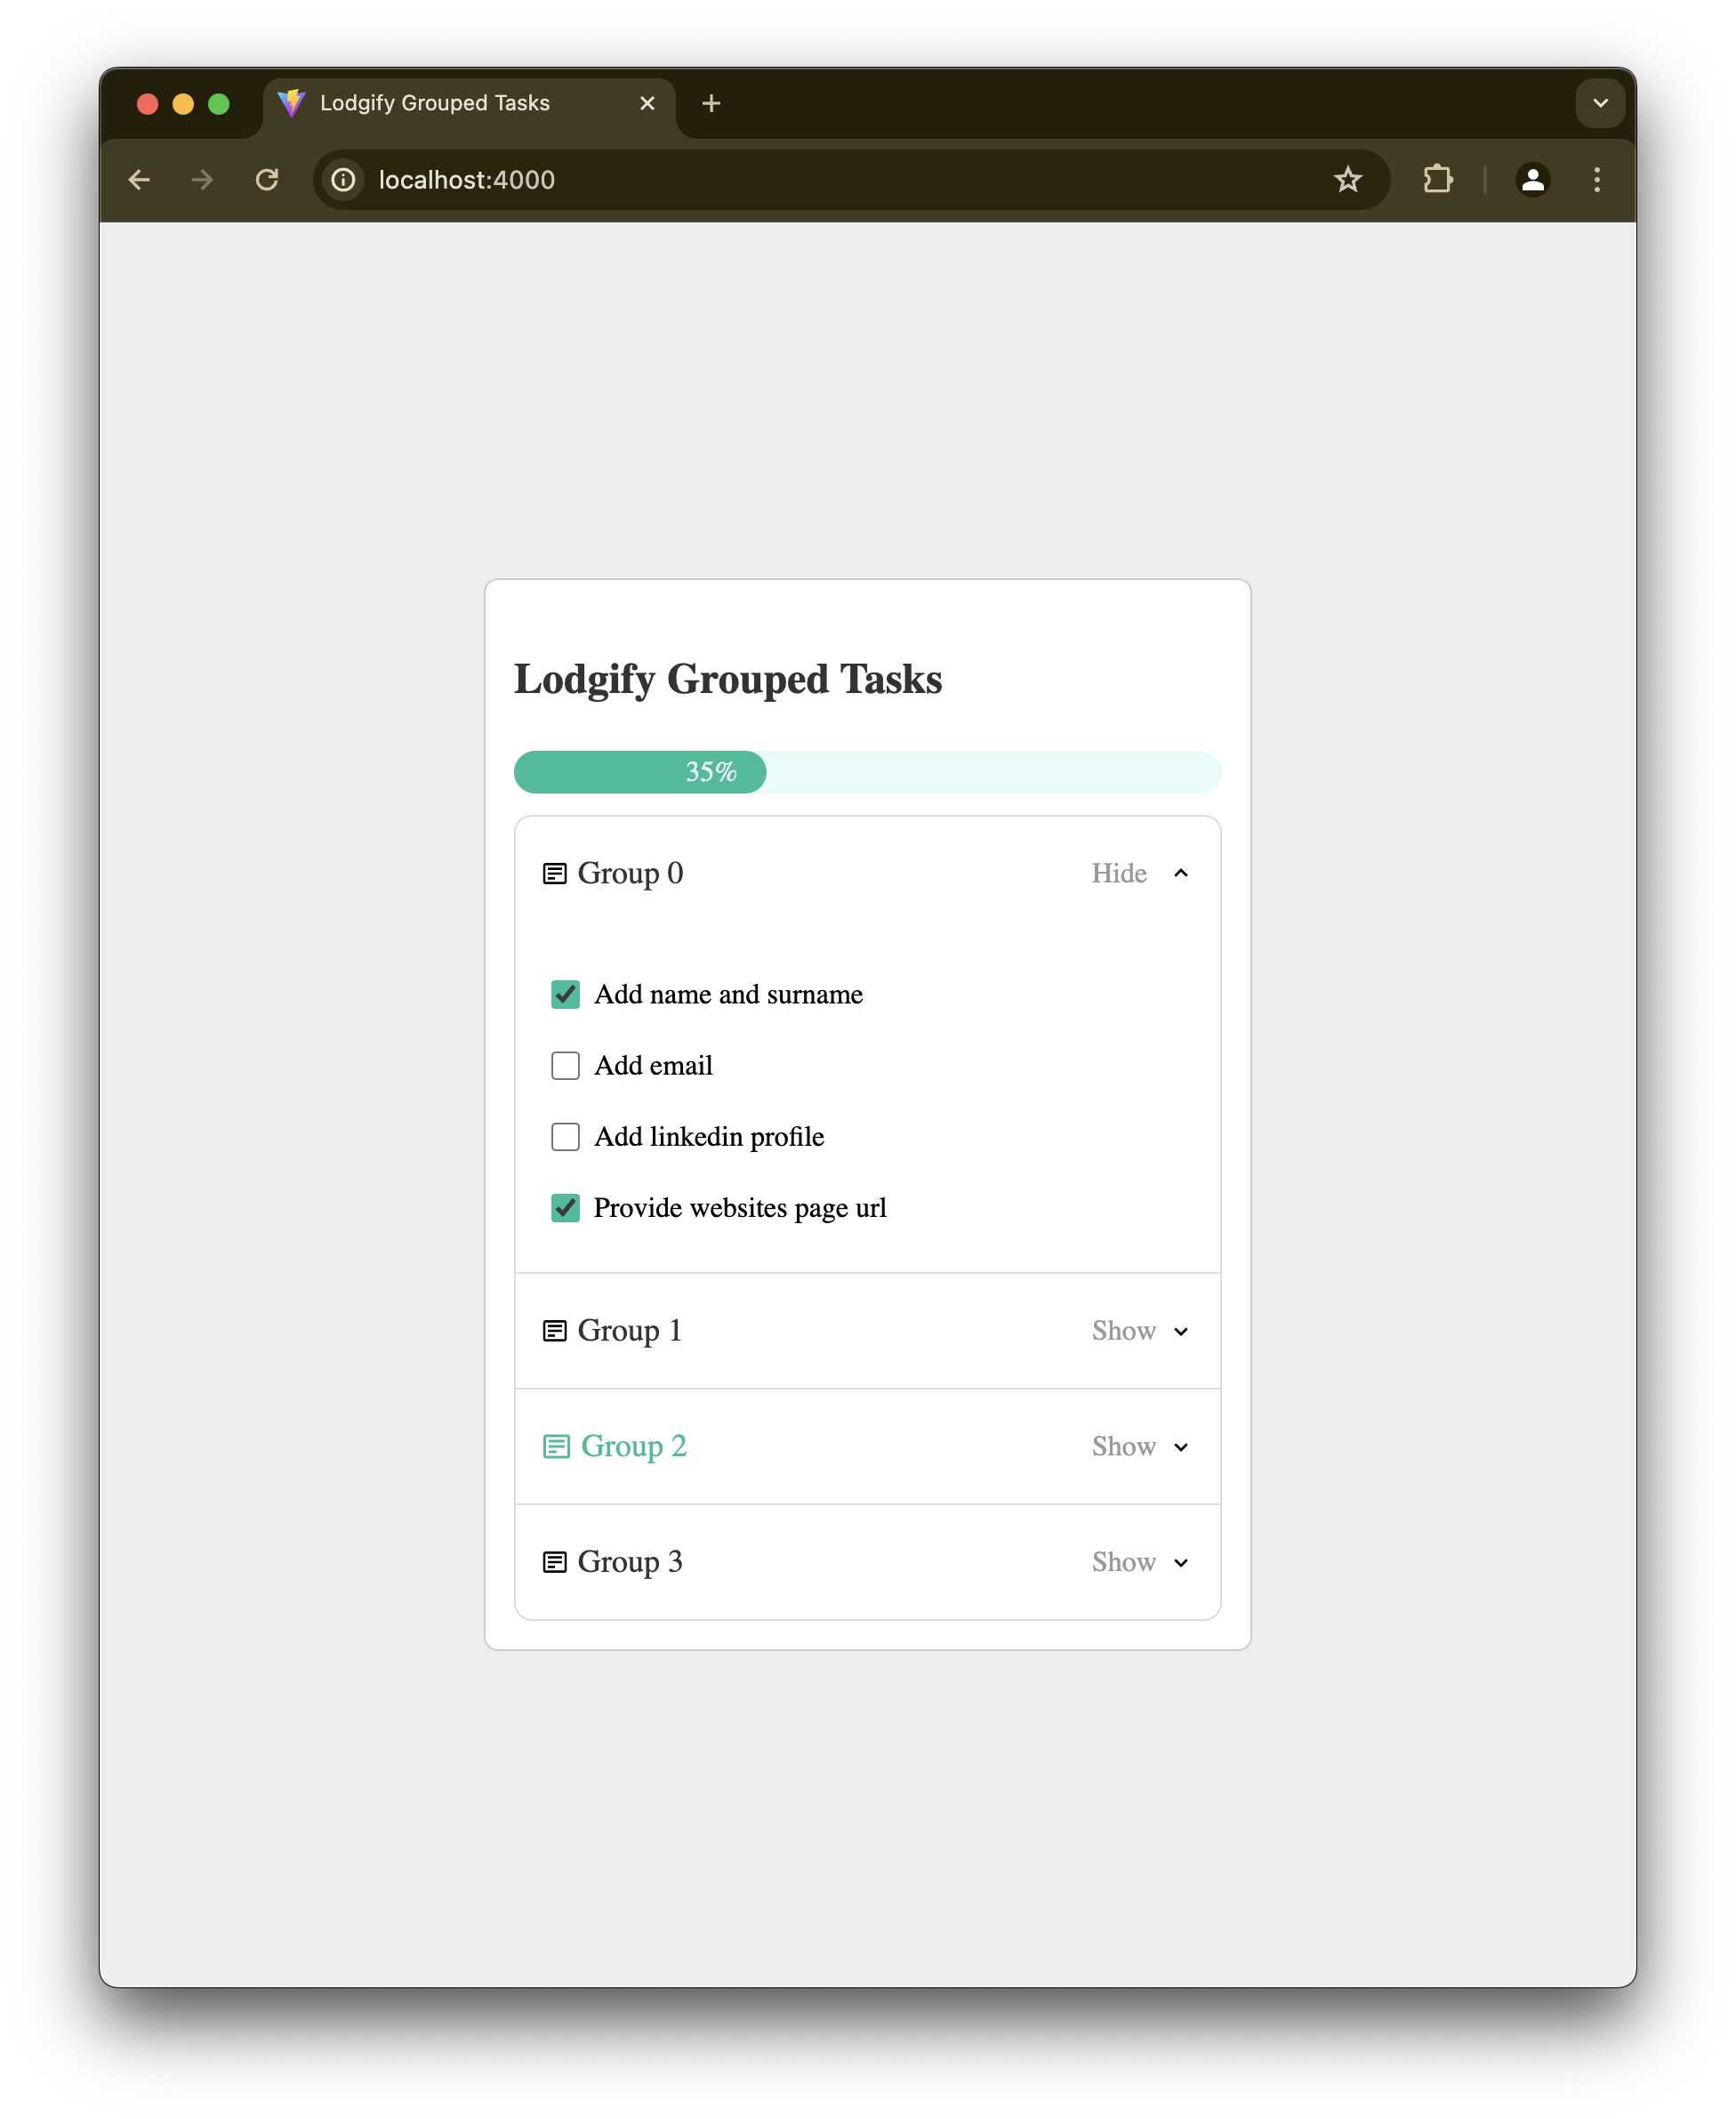 Lodgify Grouped Tasks
localhost:4000
Lodgify Grouped Tasks
35%
Group 0 Hide
Add name and surname
Add email
Add linkedin profile
Provide websites page url
Group 1 Show
Group 2 Show
Group 3 Show